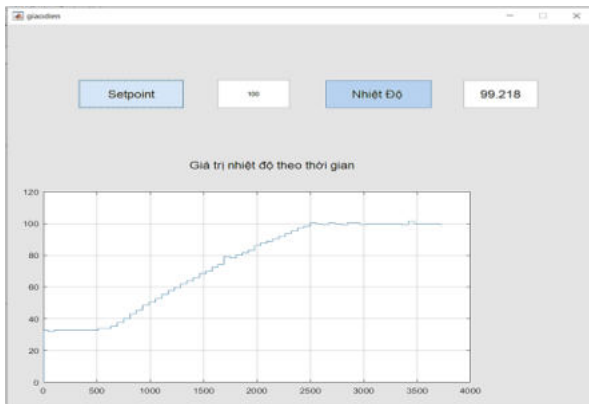 giaodien
Setpoint
100
Nhiệt Độ
99.218
Giá trị nhiệt độ theo thời gian
120
100
80
60
40
20
0
0 500 1000 1500 2000 2500 3000 3500 4000